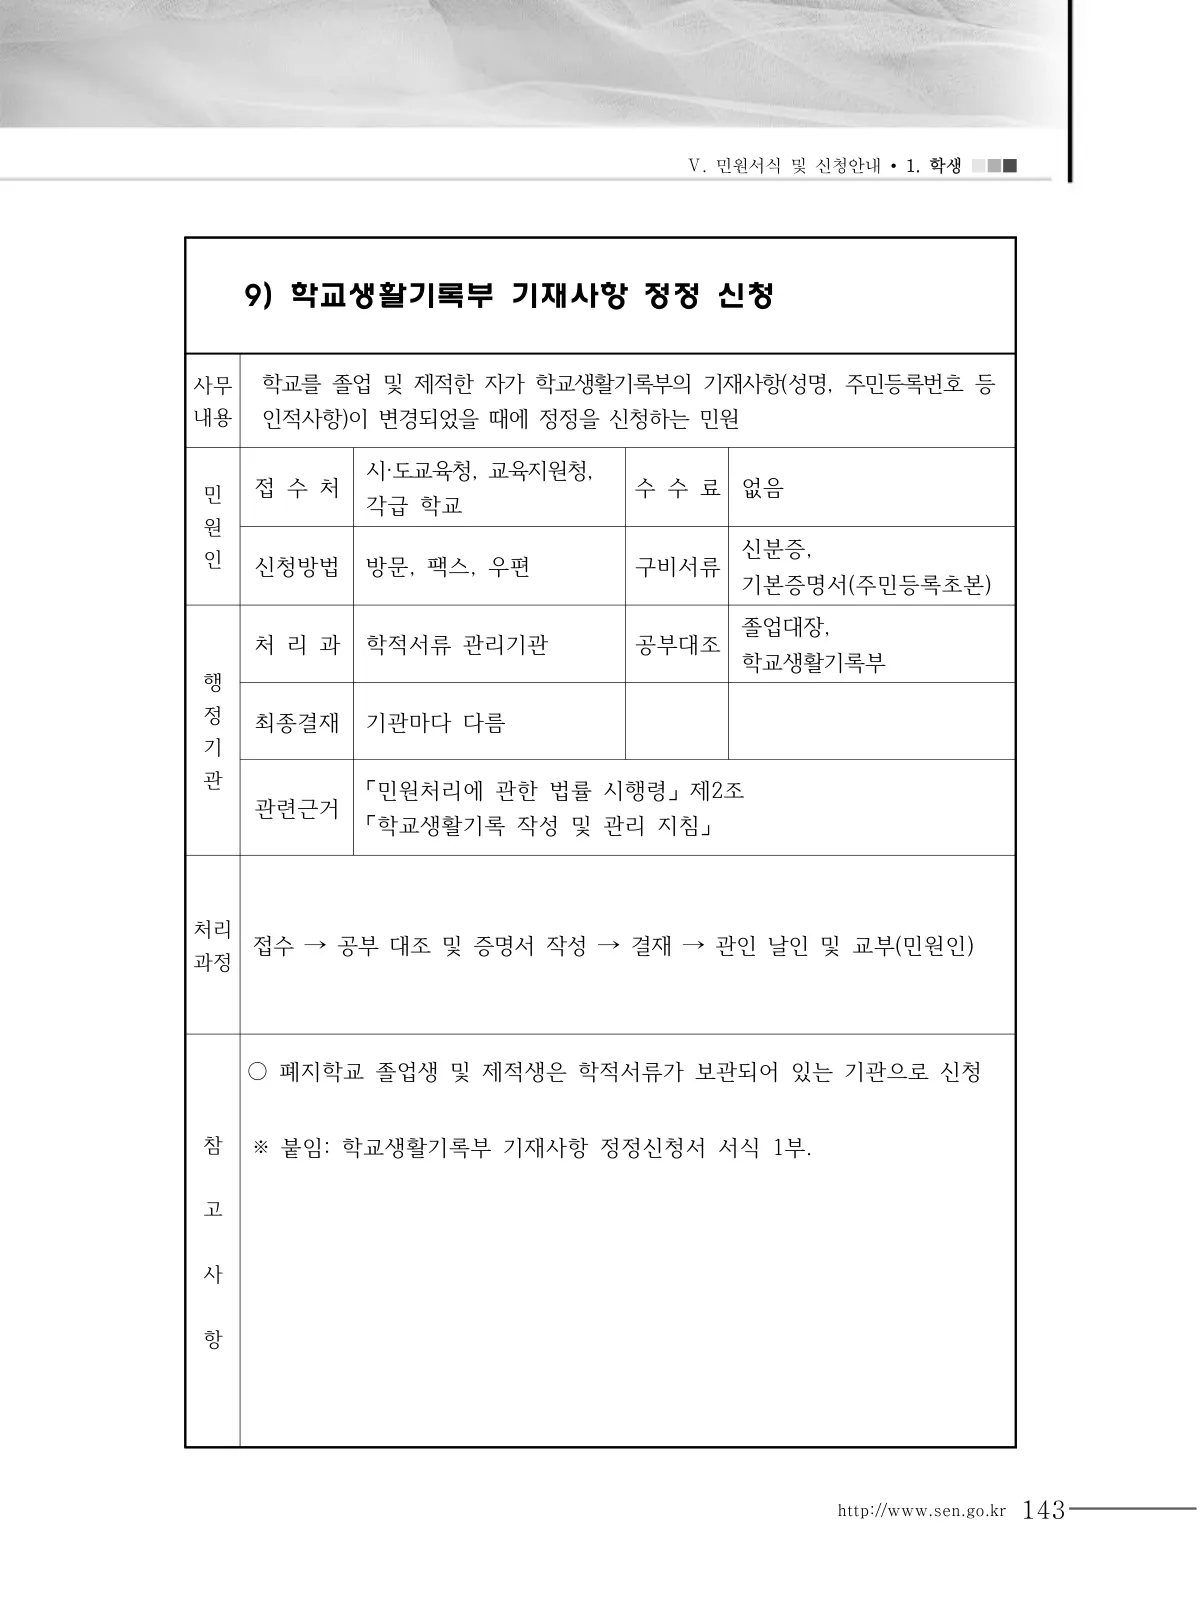 Ⅴ. 민원서식 및 신청안내 • 1. 학생
9) 학교생활기록부 기재사항 정정 신청
사무
내용
학교를 졸업 및 제적한 자가 학교생활기록부의 기재사항(성명, 주민등록번호 등
인적사항)이 변경되었을 때에 정정을 신청하는 민원
민
원
인
접 수 처
시·도교육청, 교육지원청,
각급 학교
수 수 료
없음
신청방법
방문, 팩스, 우편
구비서류
신분증,
기본증명서(주민등록초본)
행
정
기
관
처 리 과
학적서류 관리기관
공부대조
졸업대장,
학교생활기록부
최종결재
기관마다 다름
관련근거
「민원처리에 관한 법률 시행령」 제2조
「학교생활기록 작성 및 관리 지침」
처리
과정
접수 → 공부 대조 및 증명서 작성 → 결재 → 관인 날인 및 교부(민원인)
참
고
사
항
○ 폐지학교 졸업생 및 제적생은 학적서류가 보관되어 있는 기관으로 신청
※ 붙임: 학교생활기록부 기재사항 정정신청서 서식 1부.
http://www.sen.go.kr 143